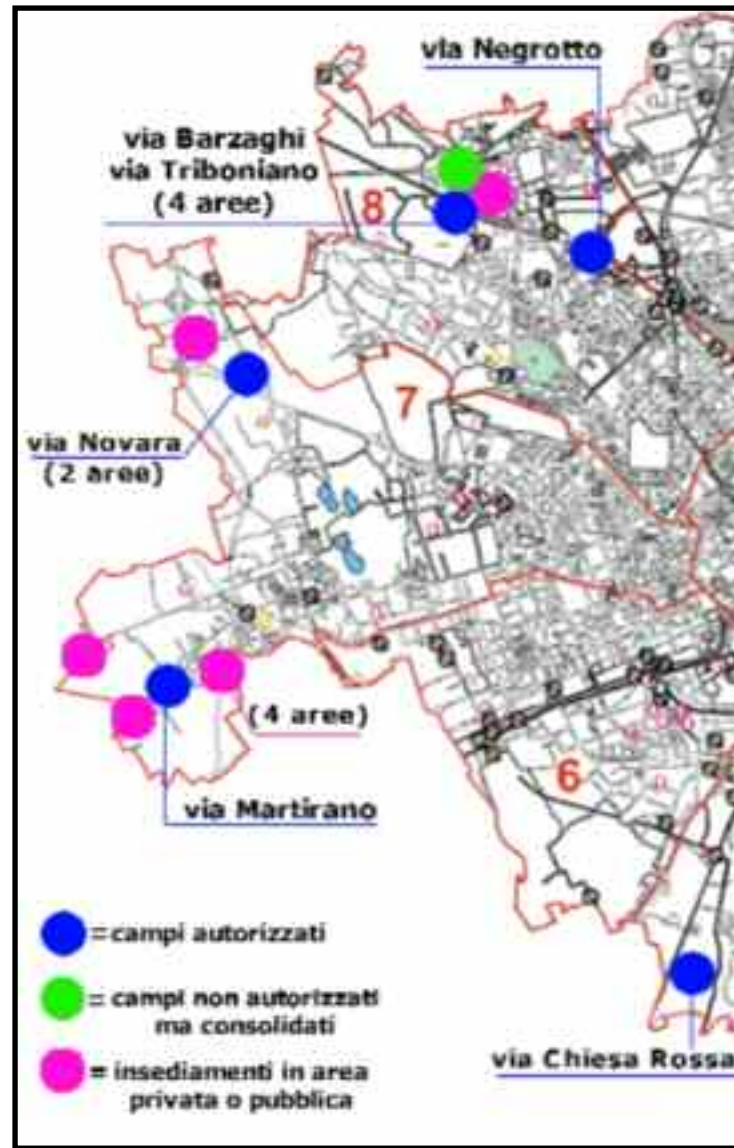 via Negrotto
via Barzaghi
via Triboniano
(4 aree)
8
7
via Novara
(2 aree)
(4 aree)
6
via Martirano
= campi autorizzati
= campi non autorizzati
ma consolidati
= insediamenti in area
privata o pubblica
via Chiesa Rossa